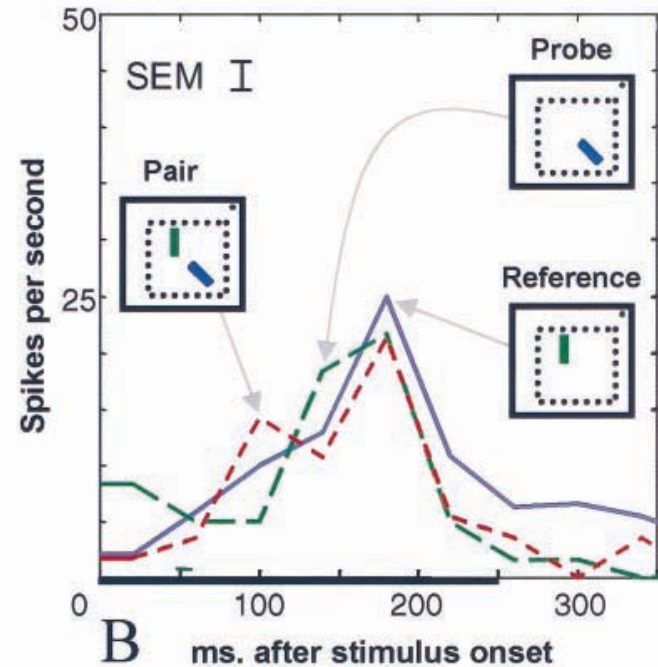 50
SEM
Probe
Pair
Reference
25
Spikes per second
0
100
200
300
B
ms. after stimulus onset